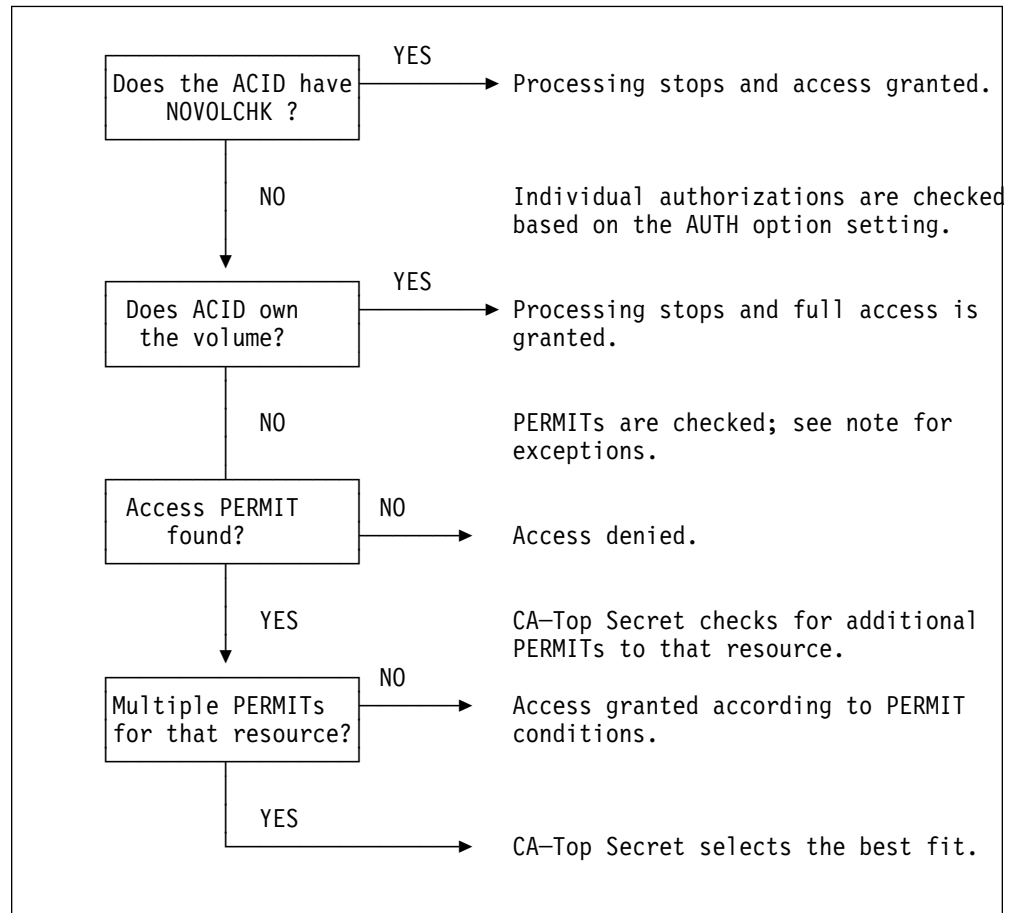 YES
Does the ACID have
NOVOLCHK ?
Processing stops and access granted.
NO
Individual authorizations are checked
based on the AUTH option setting.
YES
Does ACID own
the volume?
Processing stops and full access is
granted.
NO
PERMITs are checked; see note for
exceptions.
Access PERMIT
found?
NO
Access denied.
YES
CA—Top Secret checks for additional
PERMITs to that resource.
NO
Multiple PERMITs
for that resource?
Access granted according to PERMIT
conditions.
YES
CA—Top Secret selects the best fit.